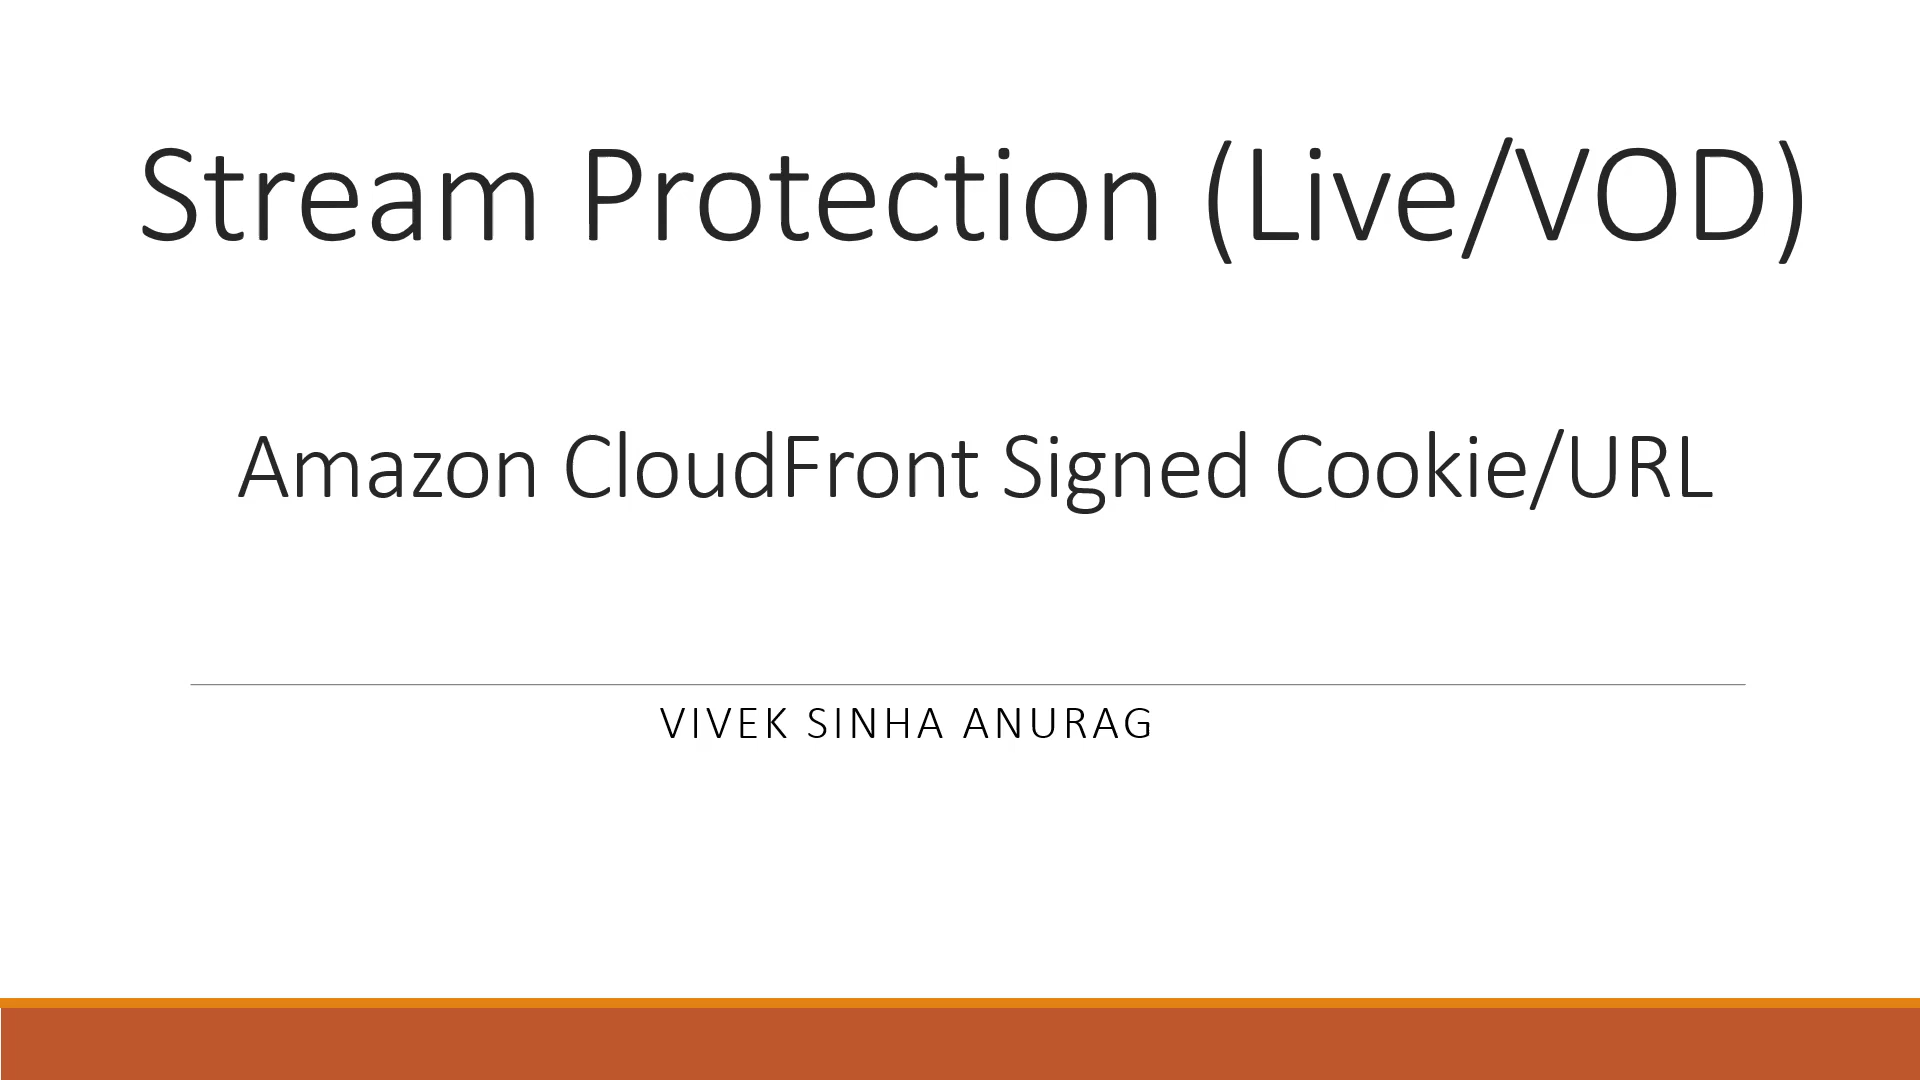 Stream Protection (Live/VOD)
Amazon CloudFront Signed Cookie/URL
VIVEK SINHA ANURAG